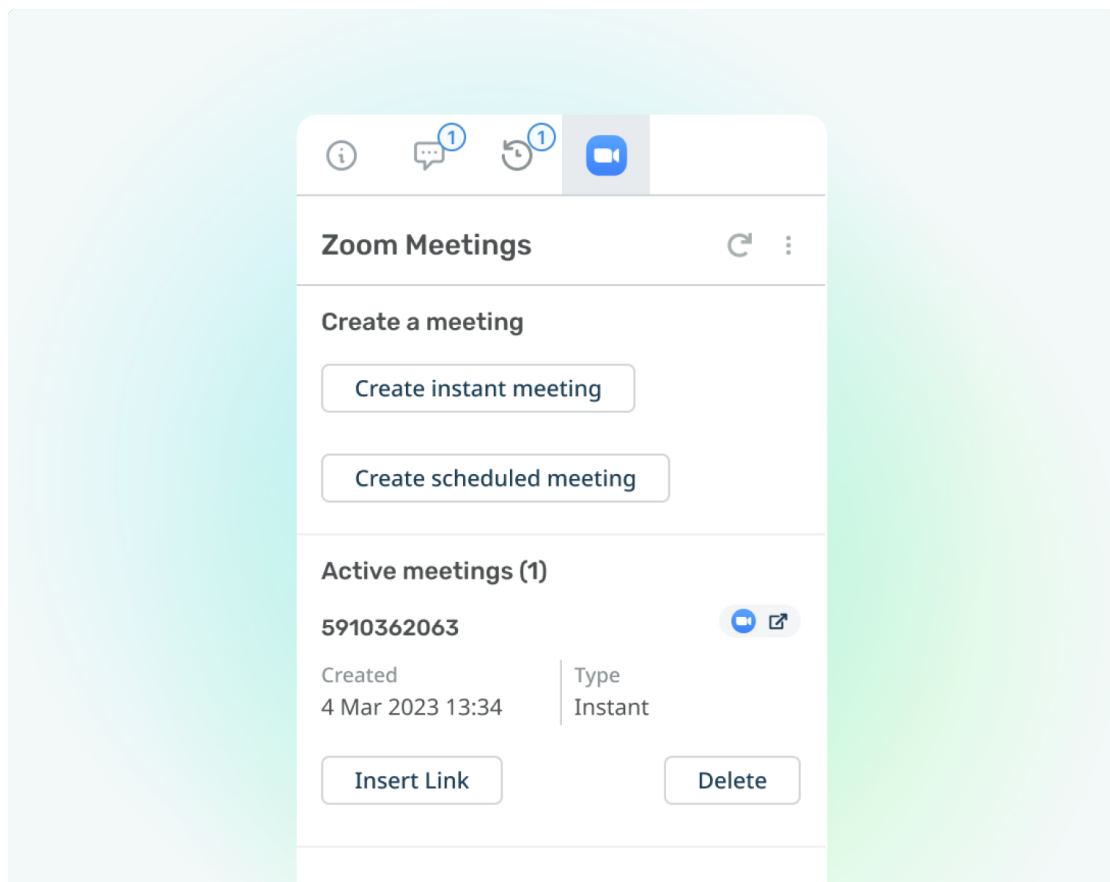 1
1
Zoom Meetings
Create a meeting
Create instant meeting
Create scheduled meeting
Active meetings (1)
5910362063
Created
Type
4 Mar 2023 13:34
Instant
Insert Link
Delete